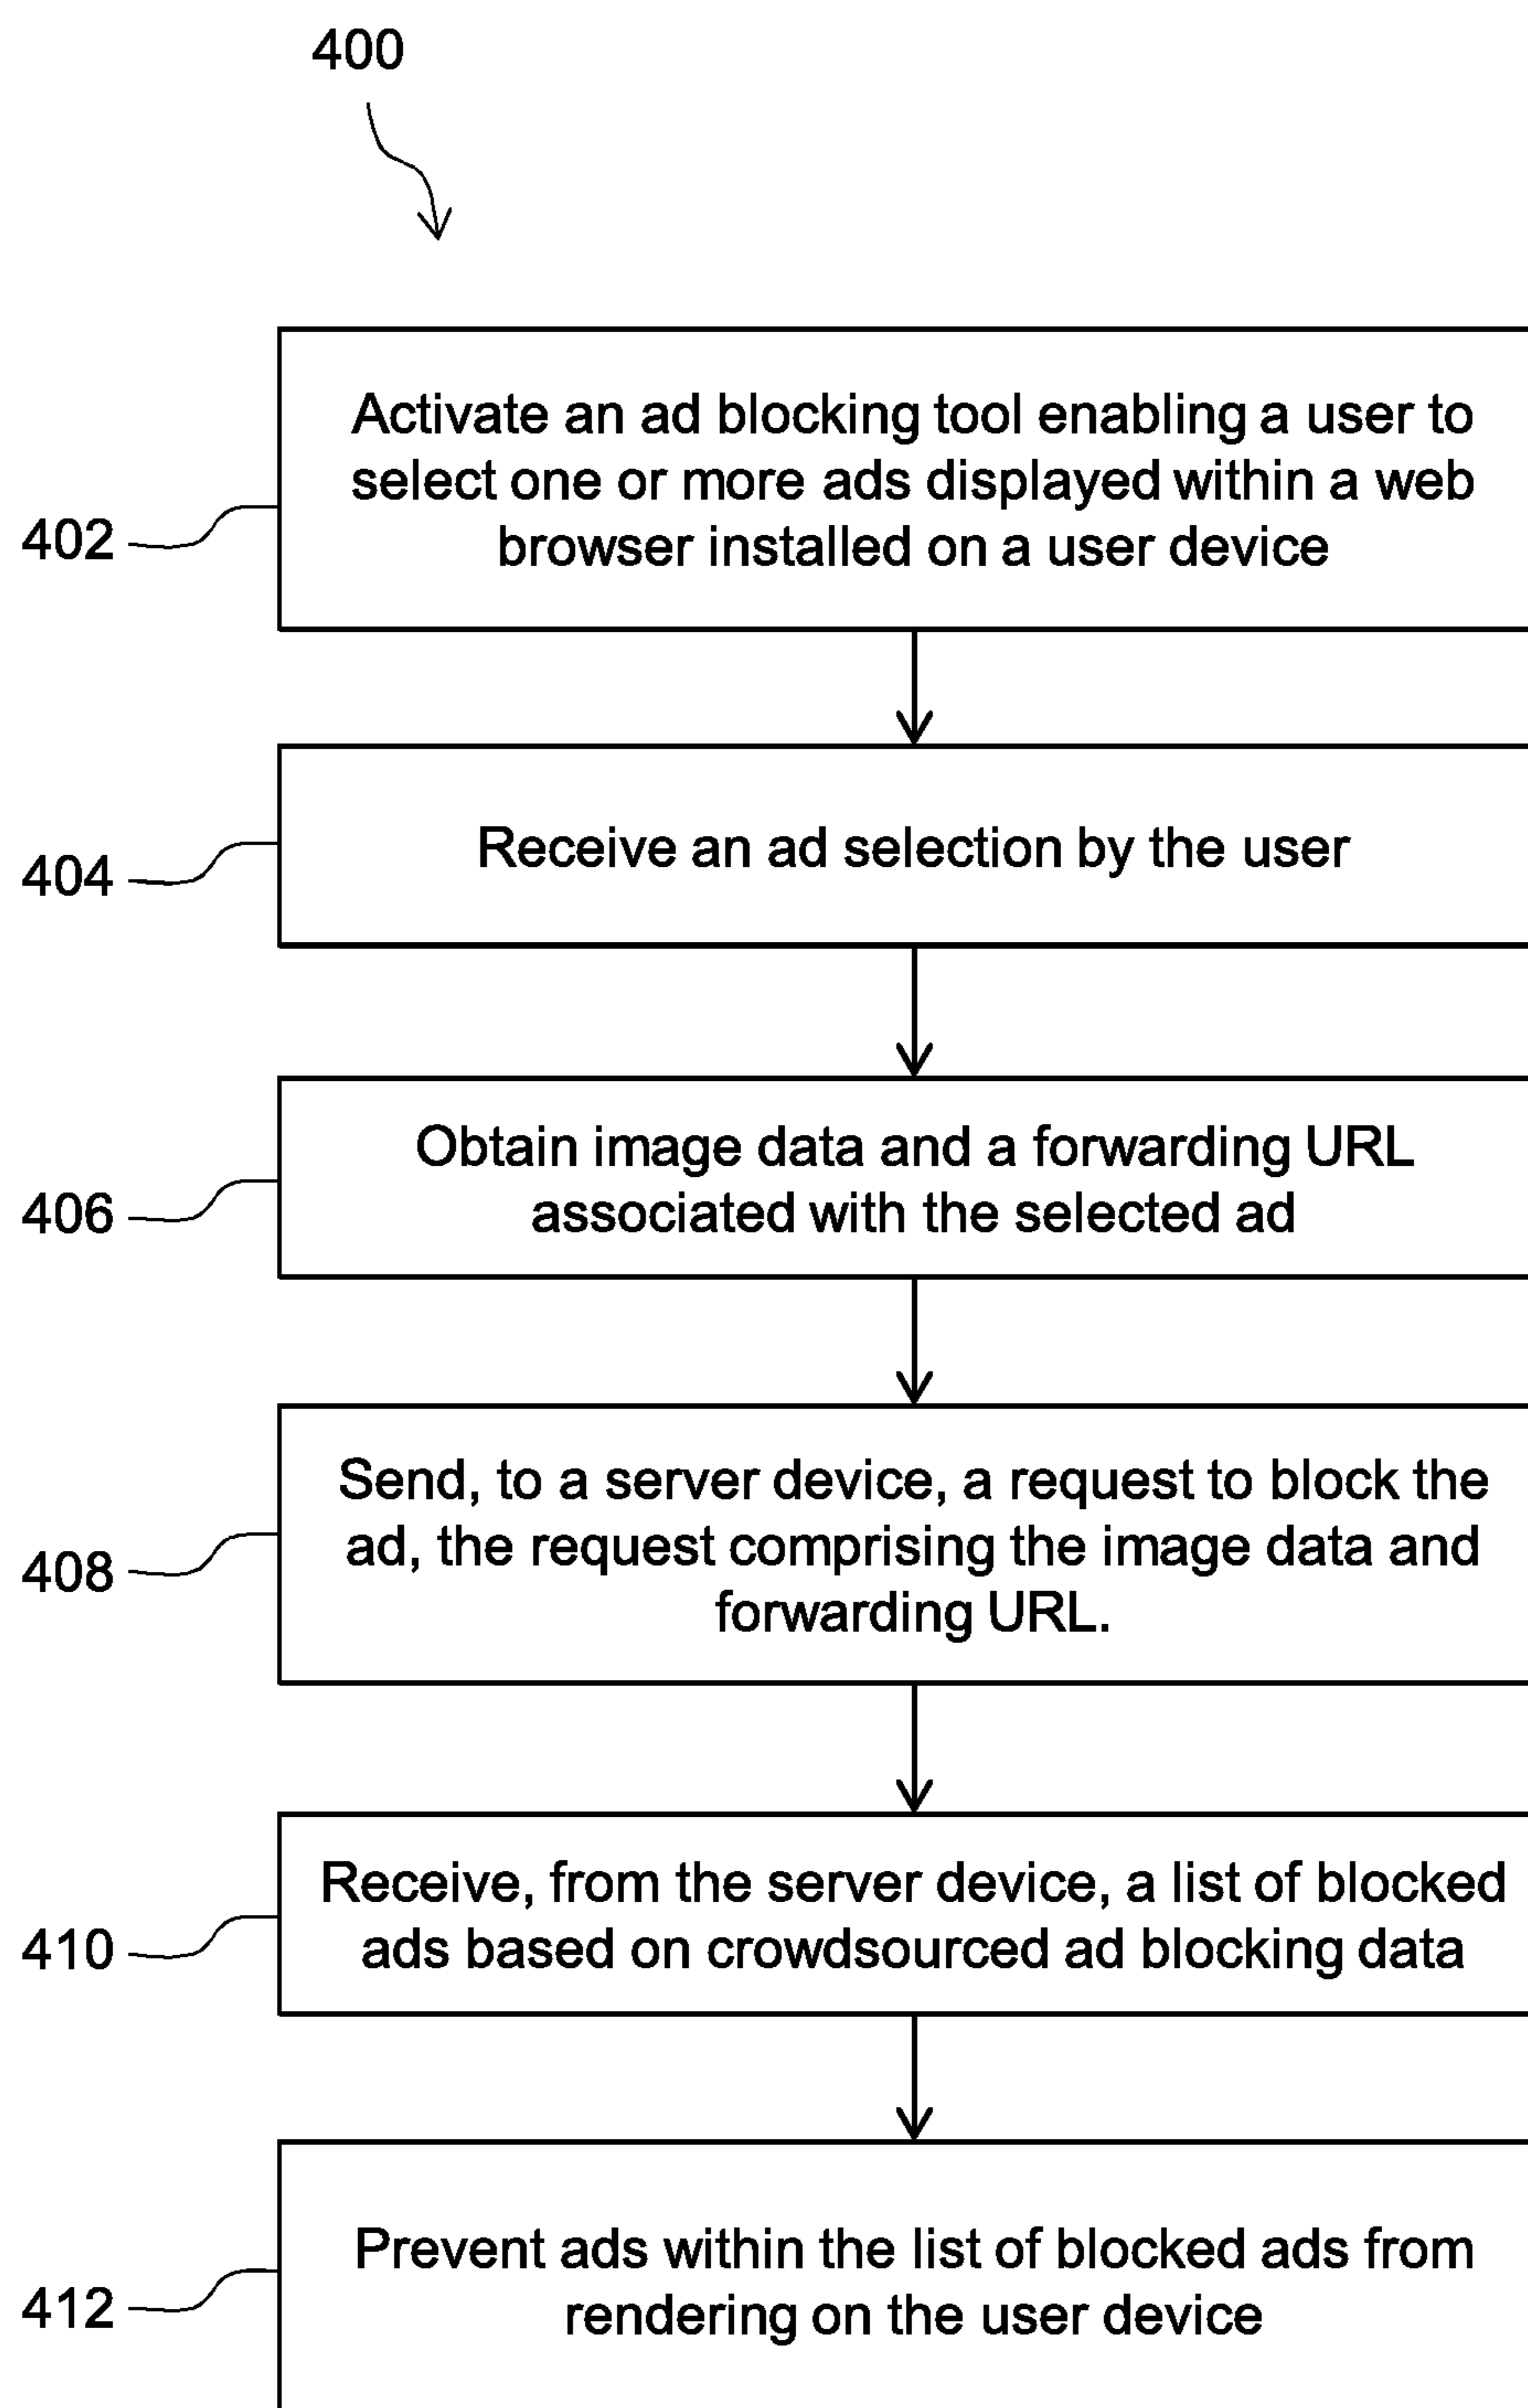 400
Activate an ad blocking tool enabling a user to
select one or more ads displayed within a web
browser installed on a user device
402
Receive an ad selection by the user
404
Obtain image data and a forwarding URL
associated with the selected ad
406
Send, to a server device, a request to block the
ad, the request comprising the image data and
forwarding URL.
408
Receive, from the server device, a list of blocked
ads based on crowdsourced ad blocking data
410
Prevent ads within the list of blocked ads from
rendering on the user device
412